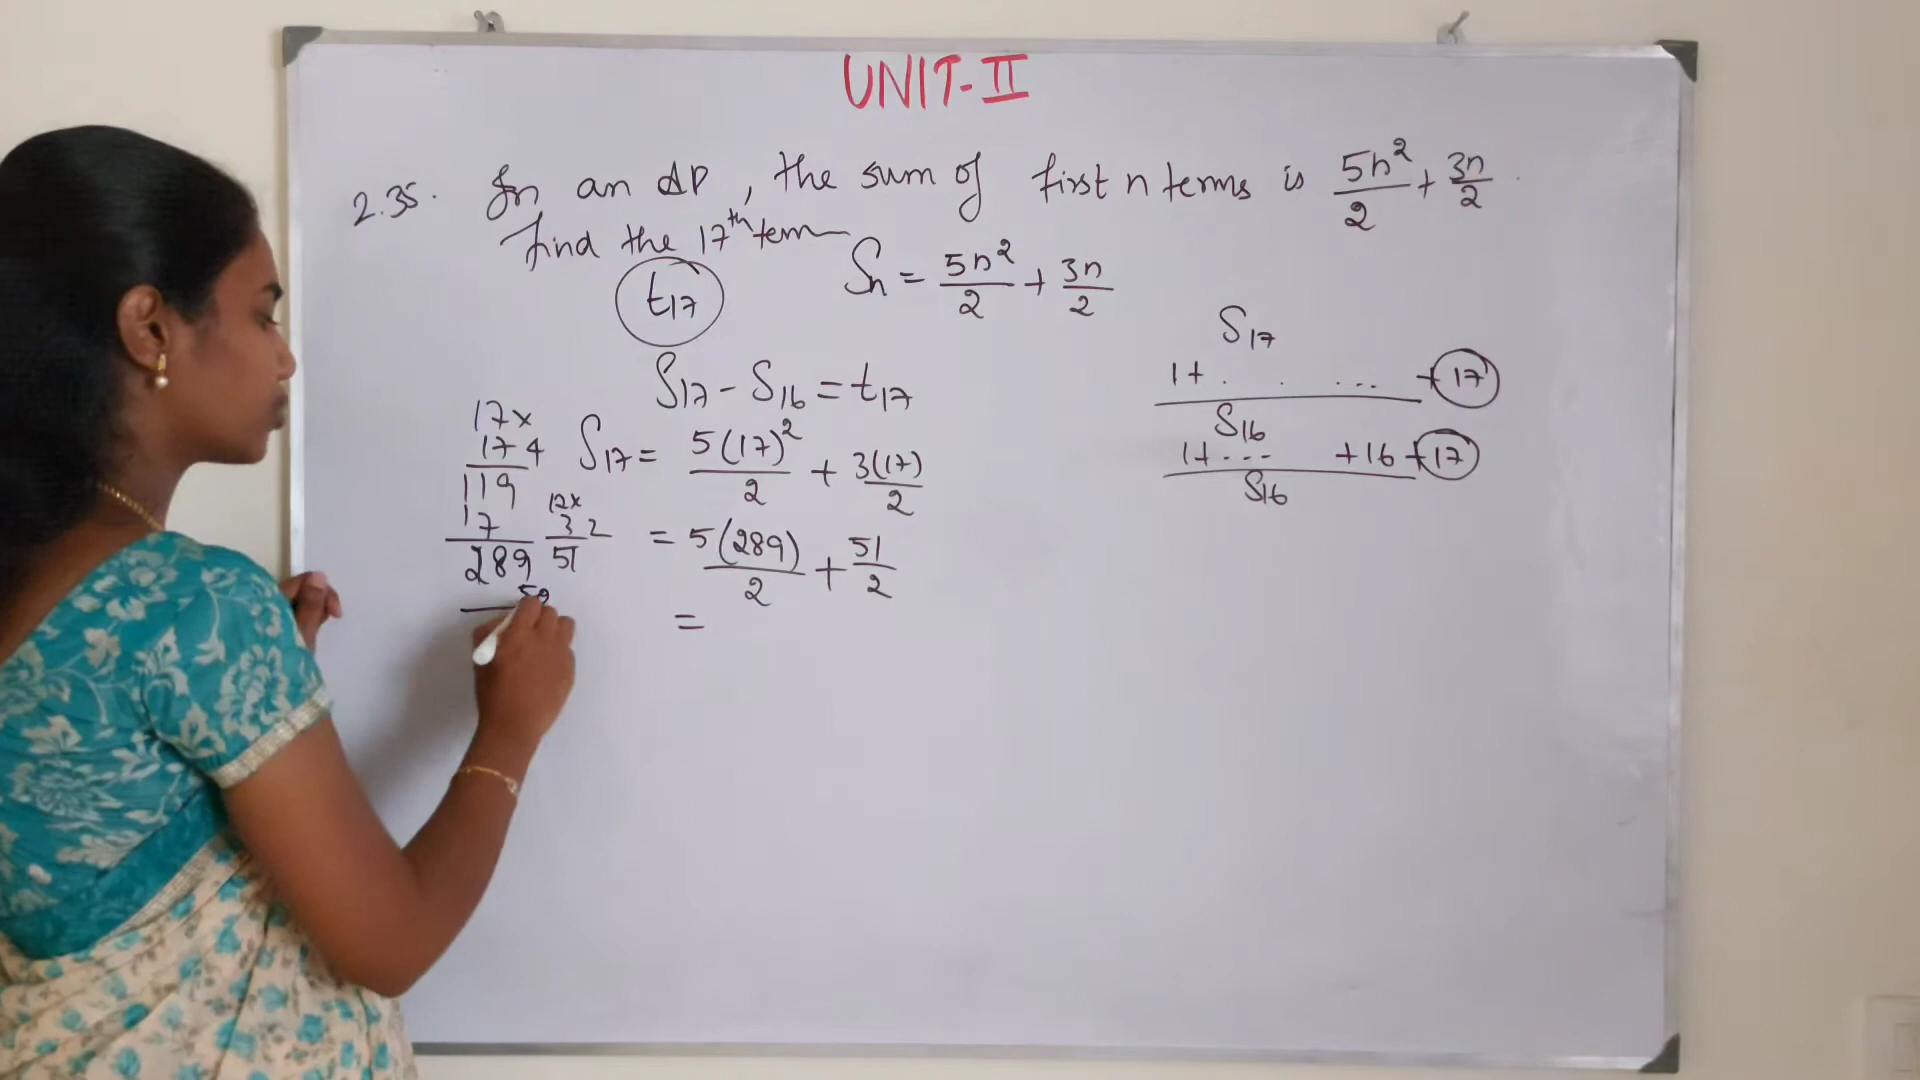 UNIT-II
2.35. In an AP, the sum of first n terms is 5n²/2 + 3n/2.
Find the 17th term
t17
Sn = 5n²/2 + 3n/2
S17 - S16 = t17
S17 = 5(17)²/2 + 3(17)/2
= 5(289)/2 + 51/2
=
17x
17 4
119
17
289
17x
3 2
51
S17
1+ . . ... +17
S16
1+ ... +16 +17
S16